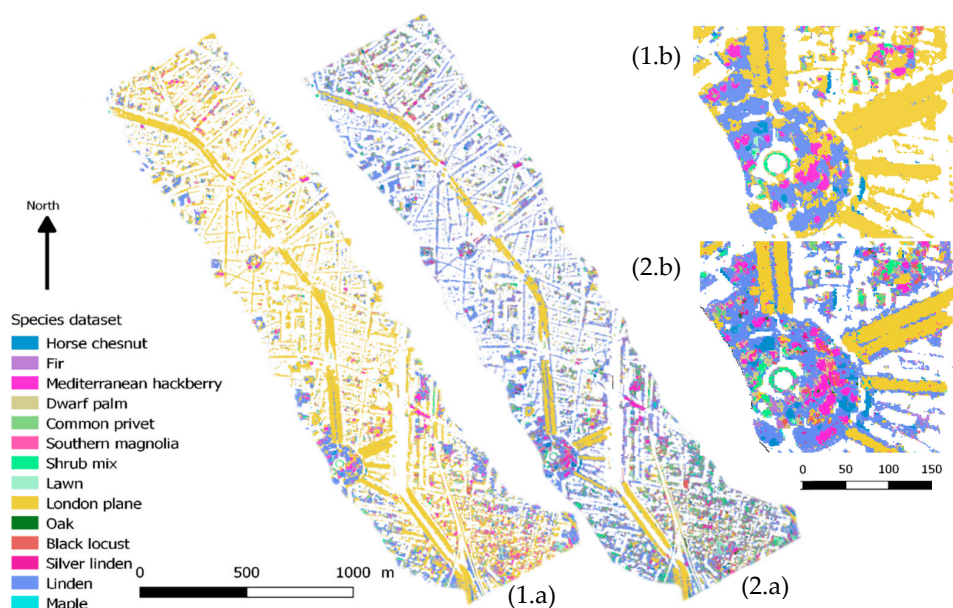 (1.b)
North
(2.b)
Species dataset
Horse chesnut
Fir
Mediterranean hackberry
Dwarf palm
Common privet
Southern magnolia
Shrub mix
Lawn
London plane
Oak
Black locust
Silver linden
Linden
Maple
0 50 100 150
0 500 1000 m
(1.a)
(2.a)